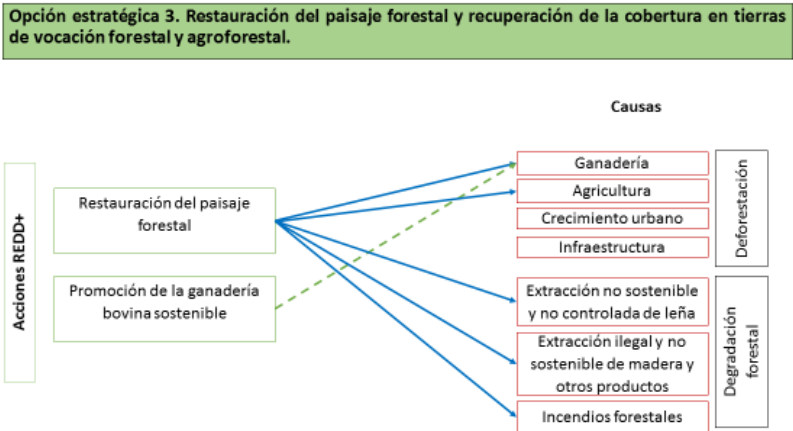 Opción estratégica 3. Restauración del paisaje forestal y recuperación de la cobertura en tierras
de vocación forestal y agroforestal.
Causas
Acciones REDD+
Restauración del paisaje
forestal
Promoción de la ganadería
bovina sostenible
Ganadería
Agricultura
Crecimiento urbano
Infraestructura
Deforestación
Extracción no sostenible
y no controlada de leña
Extracción ilegal y no
sostenible de madera y
otros productos
Incendios forestales
Degradación
forestal